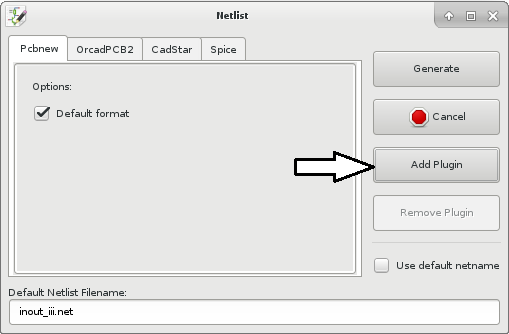 Netlist
Pcbnew
OrcadPCB2
CadStar
Spice
Options:
Default format
Generate
Cancel
Add Plugin
Remove Plugin
Use default netname
Default Netlist Filename:
inout_iii.net